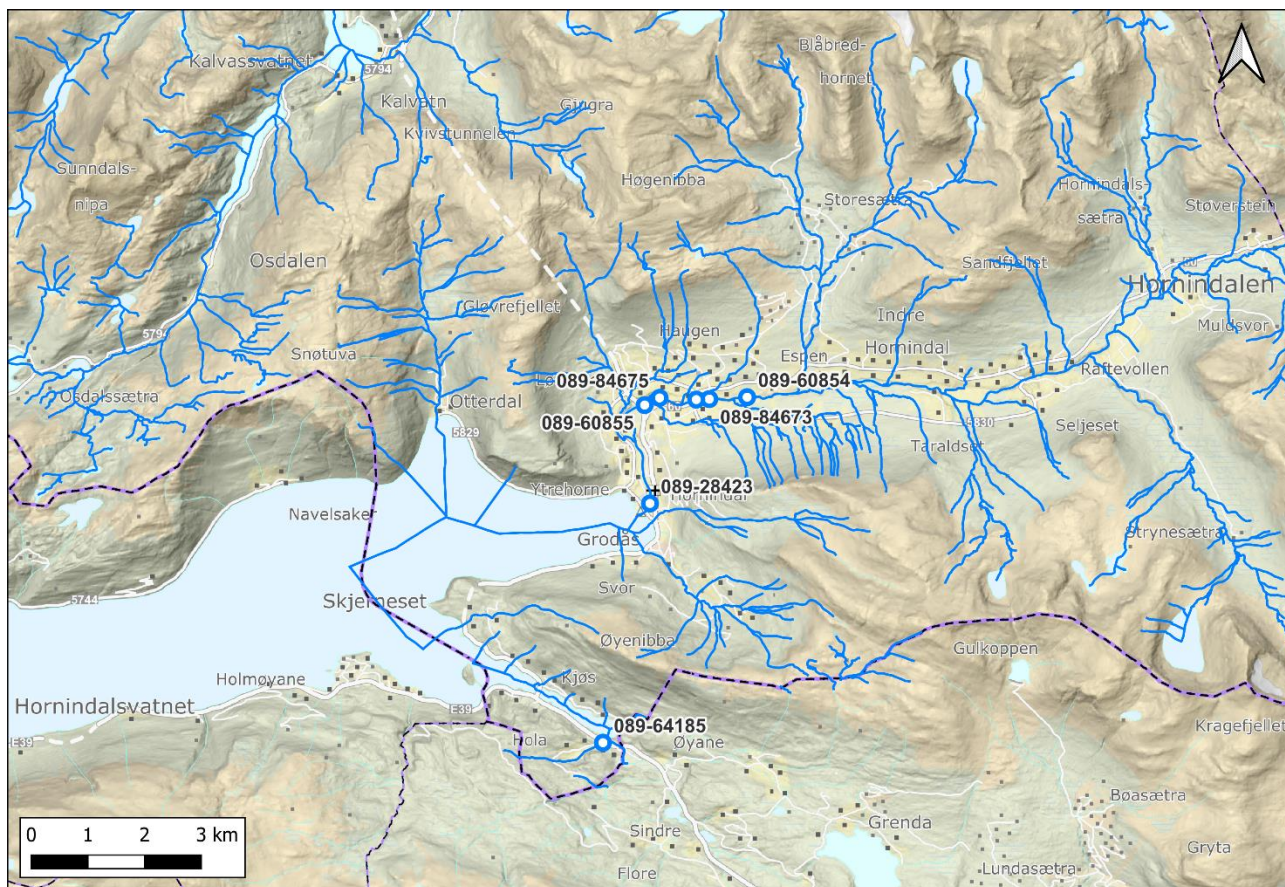 Blåbred-
hornet
Kalvassvatnet
5794
Kalvatn
Gjugra
Kvivstunnelen
Sunndals-
nipa
Høgenibba
Storesætra
Hornindals-
sætra
Støverstein
Osdalen
Sandfjellet
Hornindalen
Gløvrefjellet
Indre
Muldsvor
Haugen
Hornindal
Snøtuva
Espen
Raftevollen
089-84675
089-60854
Osdalssætra
Otterdal
089-60855
089-84673
5829
5830
Seljeset
Taraldset
089-28423
Ytrehorne
Hornindal
Navelsaker
Grodås
Strynesætra
5744
Svor
Skjerneset
Øyenibba
Gulkoppen
Holmøyane
Kjøs
Hornindalsvatnet
E39
089-64185
Kragefjellet
E39
Hola
Øyane
Bøasætra
0 1 2 3 km
Sindre
Grenda
Gryta
Flore
Lundasætra